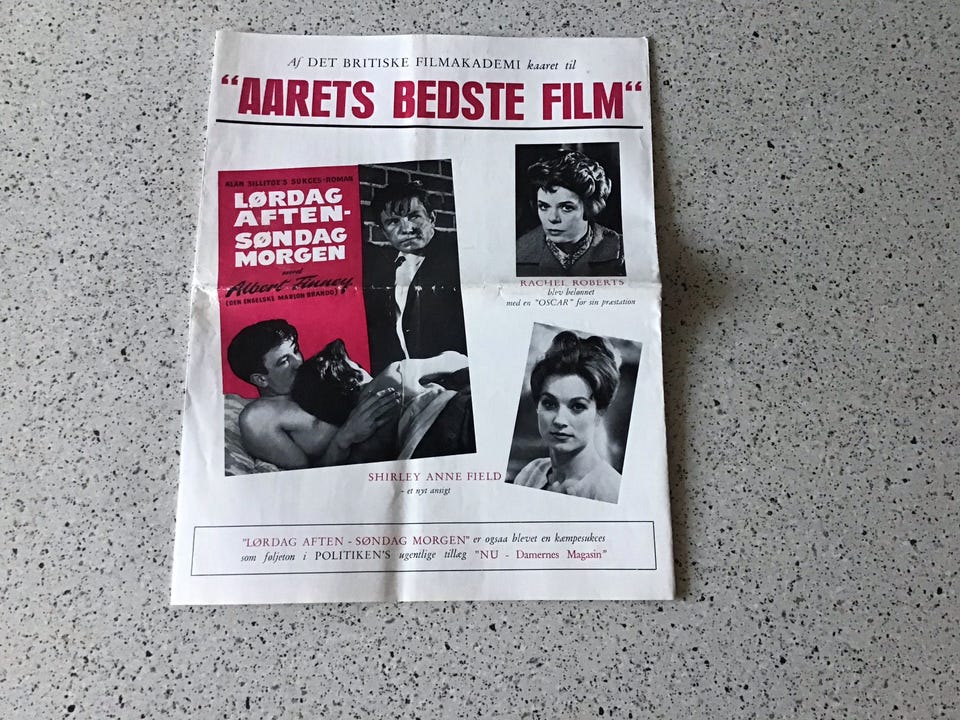 Af DET BRITISKE FILMAKADEMI kaaret til
"AARETS BEDSTE FILM"
ALAN SILLITOE'S SUKCES-ROMAN
LØRDAG
AFTEN-
SØNDAG
MORGEN
med
Albert Finney
(DEN ENGELSKE MARLON BRANDO)
RACHEL ROBERTS
blev belønnet
med en "OSCAR" for sin præstation
SHIRLEY ANNE FIELD
- et nyt ansigt
"LØRDAG AFTEN - SØNDAG MORGEN" er ogsaa blevet en kæmpesukces
som føljeton i POLITIKEN'S ugentlige tillæg "NU - Damernes Magasin"